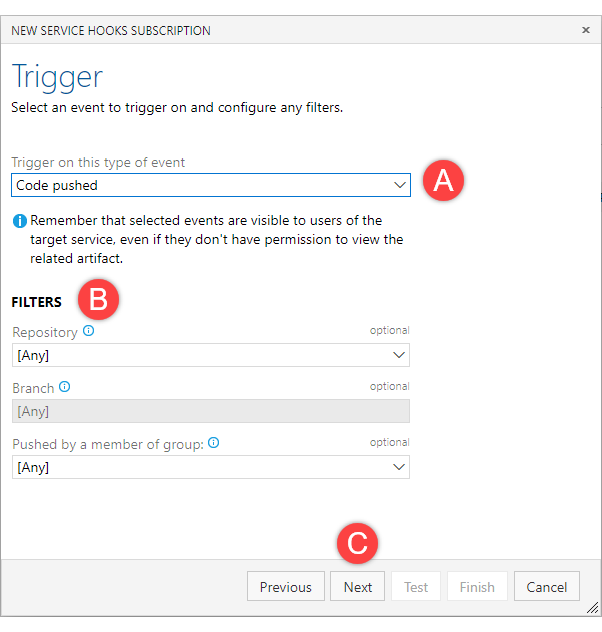 NEW SERVICE HOOKS SUBSCRIPTION ×
Trigger
Select an event to trigger on and configure any filters.
Trigger on this type of event
A
Code pushed
Remember that selected events are visible to users of the
target service, even if they don't have permission to view the
related artifact.
FILTERS B
Repository optional
[Any]
Branch optional
[Any]
Pushed by a member of group: optional
[Any]
C
Previous Next Test Finish Cancel